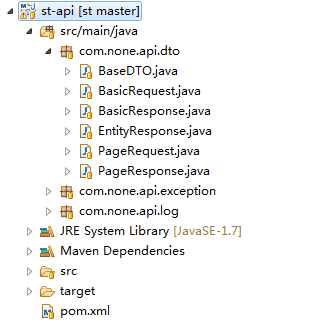 st-api [st master]
src/main/java
com.none.api.dto
BaseDTO.java
BasicRequest.java
BasicResponse.java
EntityResponse.java
PageRequest.java
PageResponse.java
com.none.api.exception
com.none.api.log
JRE System Library [JavaSE-1.7]
Maven Dependencies
src
target
pom.xml